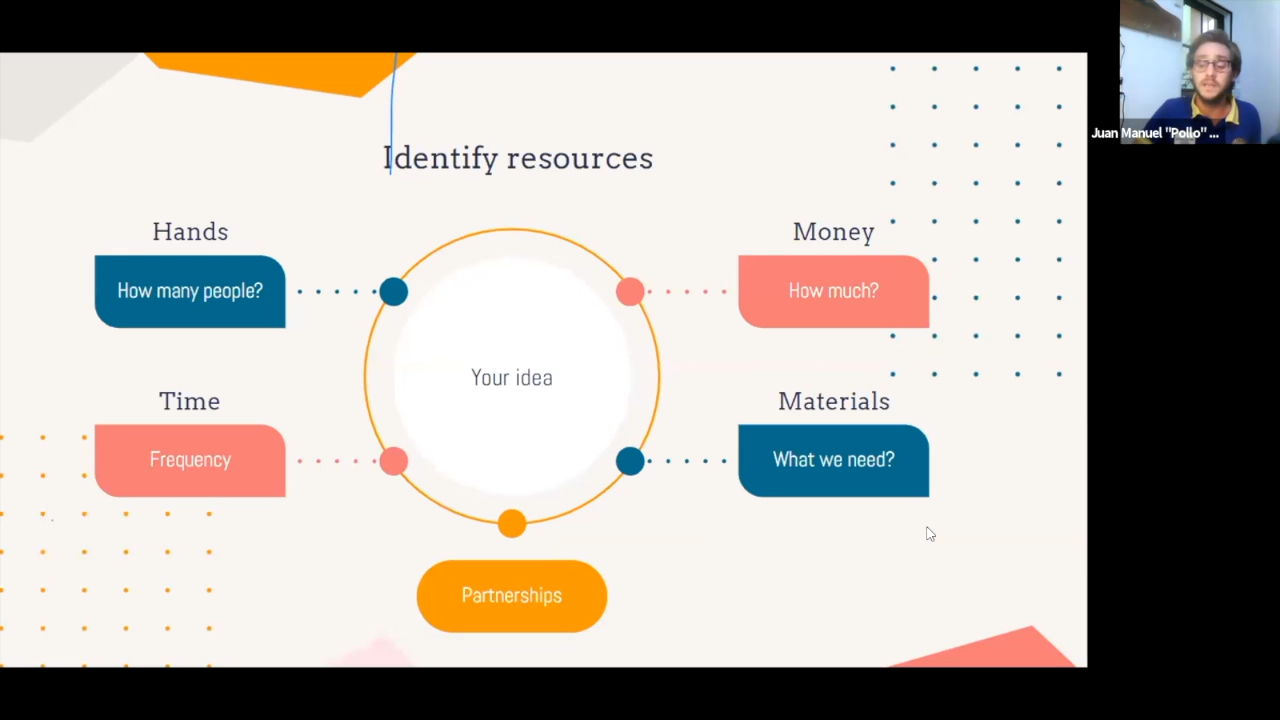 Identify resources
Hands
How many people?
Money
How much?
Your idea
Time
Frequency
Materials
What we need?
Partnerships
Juan Manuel "Pollo" ...